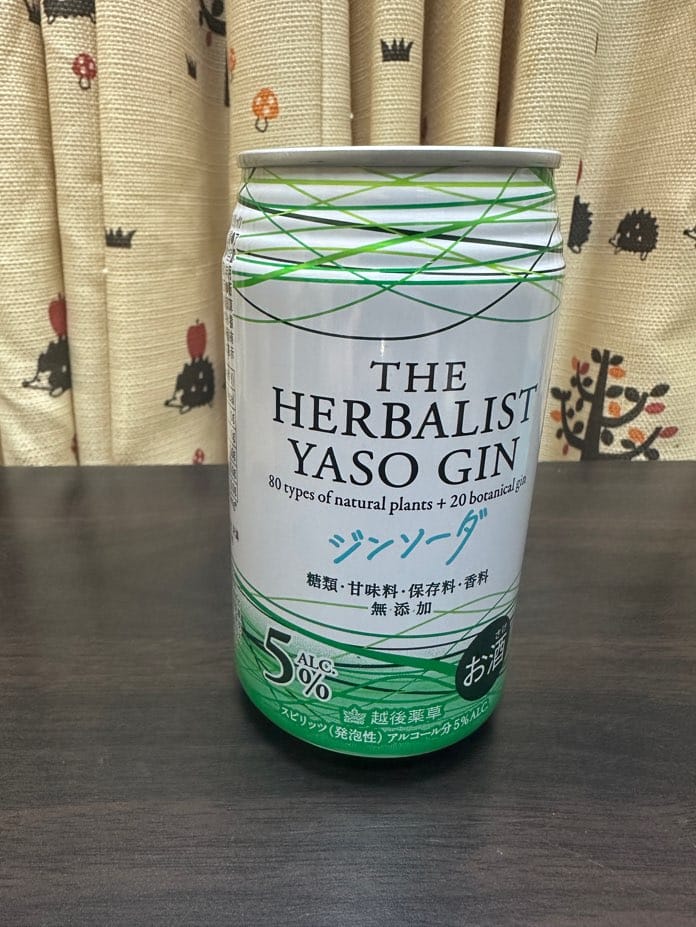 THE
HERBALIST
YASO GIN
80 types of natural plants + 20 botanical gin
ジンソーダ
糖類・甘味料・保存料・香料
無添加
5%
ALC.
お酒
越後薬草
スピリッツ(発泡性) アルコール分5%ALC